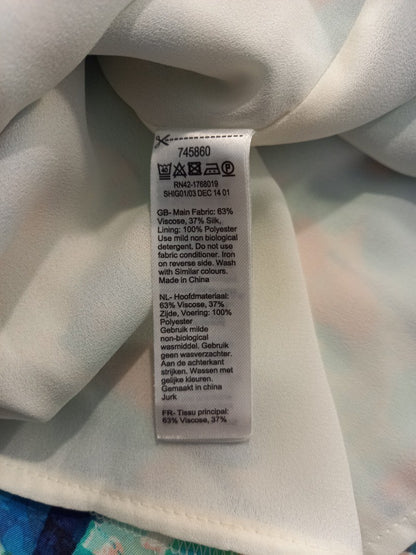 745860
RN42-1768019
SH/G01/03 DEC 14 01
GB- Main Fabric: 63%
Viscose, 37% Silk,
Lining: 100% Polyester
Use mild non biological
detergent. Do not use
fabric conditioner. Iron
on reverse side. Wash
with Similar colours.
Made in China
NL- Hoofdmateriaal:
63% Viscose, 37%
Zijde, Voering: 100%
Polyester
Gebruik milde
non-biological
wasmiddel. Gebruik
geen wasverzachter.
Aan de achterkant
strijken. Wassen met
gelijke kleuren.
Gemaakt in china
Jurk
FR- Tissu principal:
63% Viscose, 37%